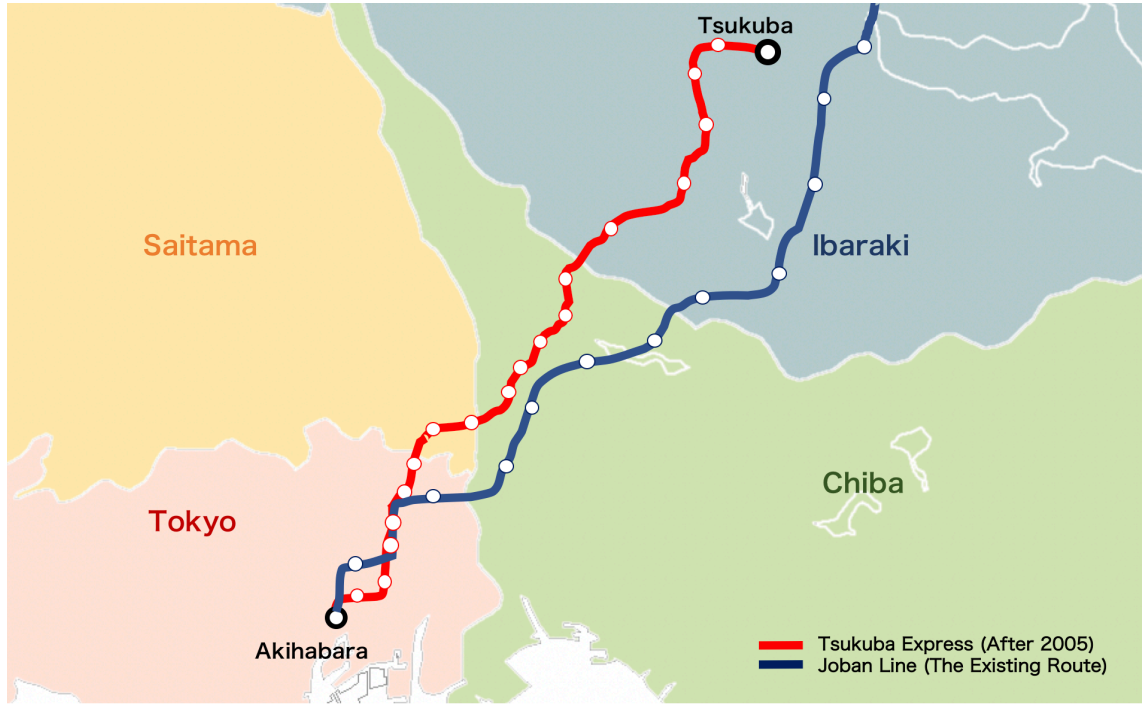 Tsukuba
Saitama
Ibaraki
Chiba
Tokyo
Akihabara
Tsukuba Express (After 2005)
Joban Line (The Existing Route)